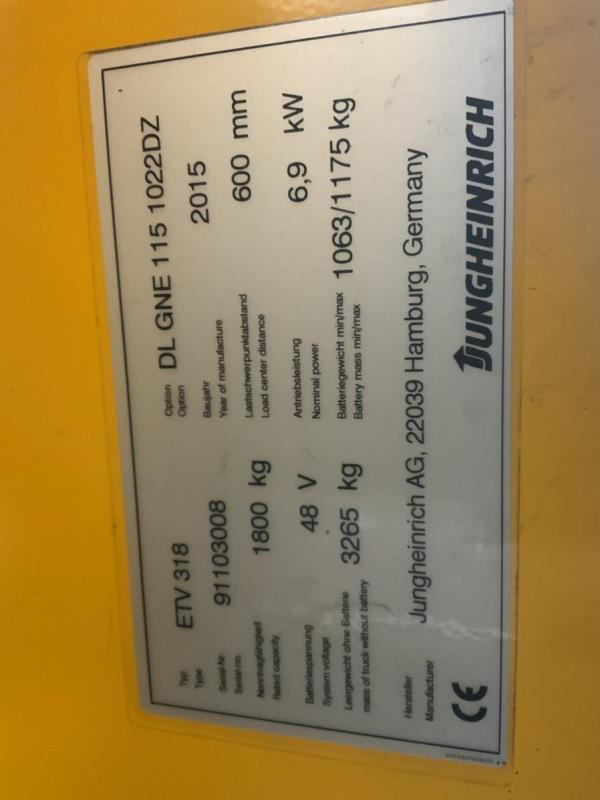 Typ ETV 318 Option DL GNE 115 1022DZ
Type Option
Serial-Nr. 91103008 Baujahr 2015
Serial-no. Year of manufacture
Nenntragfähigkeit 1800 kg Lastschwerpunktabstand 600 mm
Rated capacity Load center distance
Batteriespannung 48 V Antriebsleistung 6,9 kW
System voltage Nominal power
Leergewicht ohne Batterie 3265 kg Batteriegewicht min/max 1063/1175 kg
mass of truck without battery Battery mass min/max
Hersteller Jungheinrich AG, 22039 Hamburg, Germany
Manufacturer
CE JUNGHEINRICH